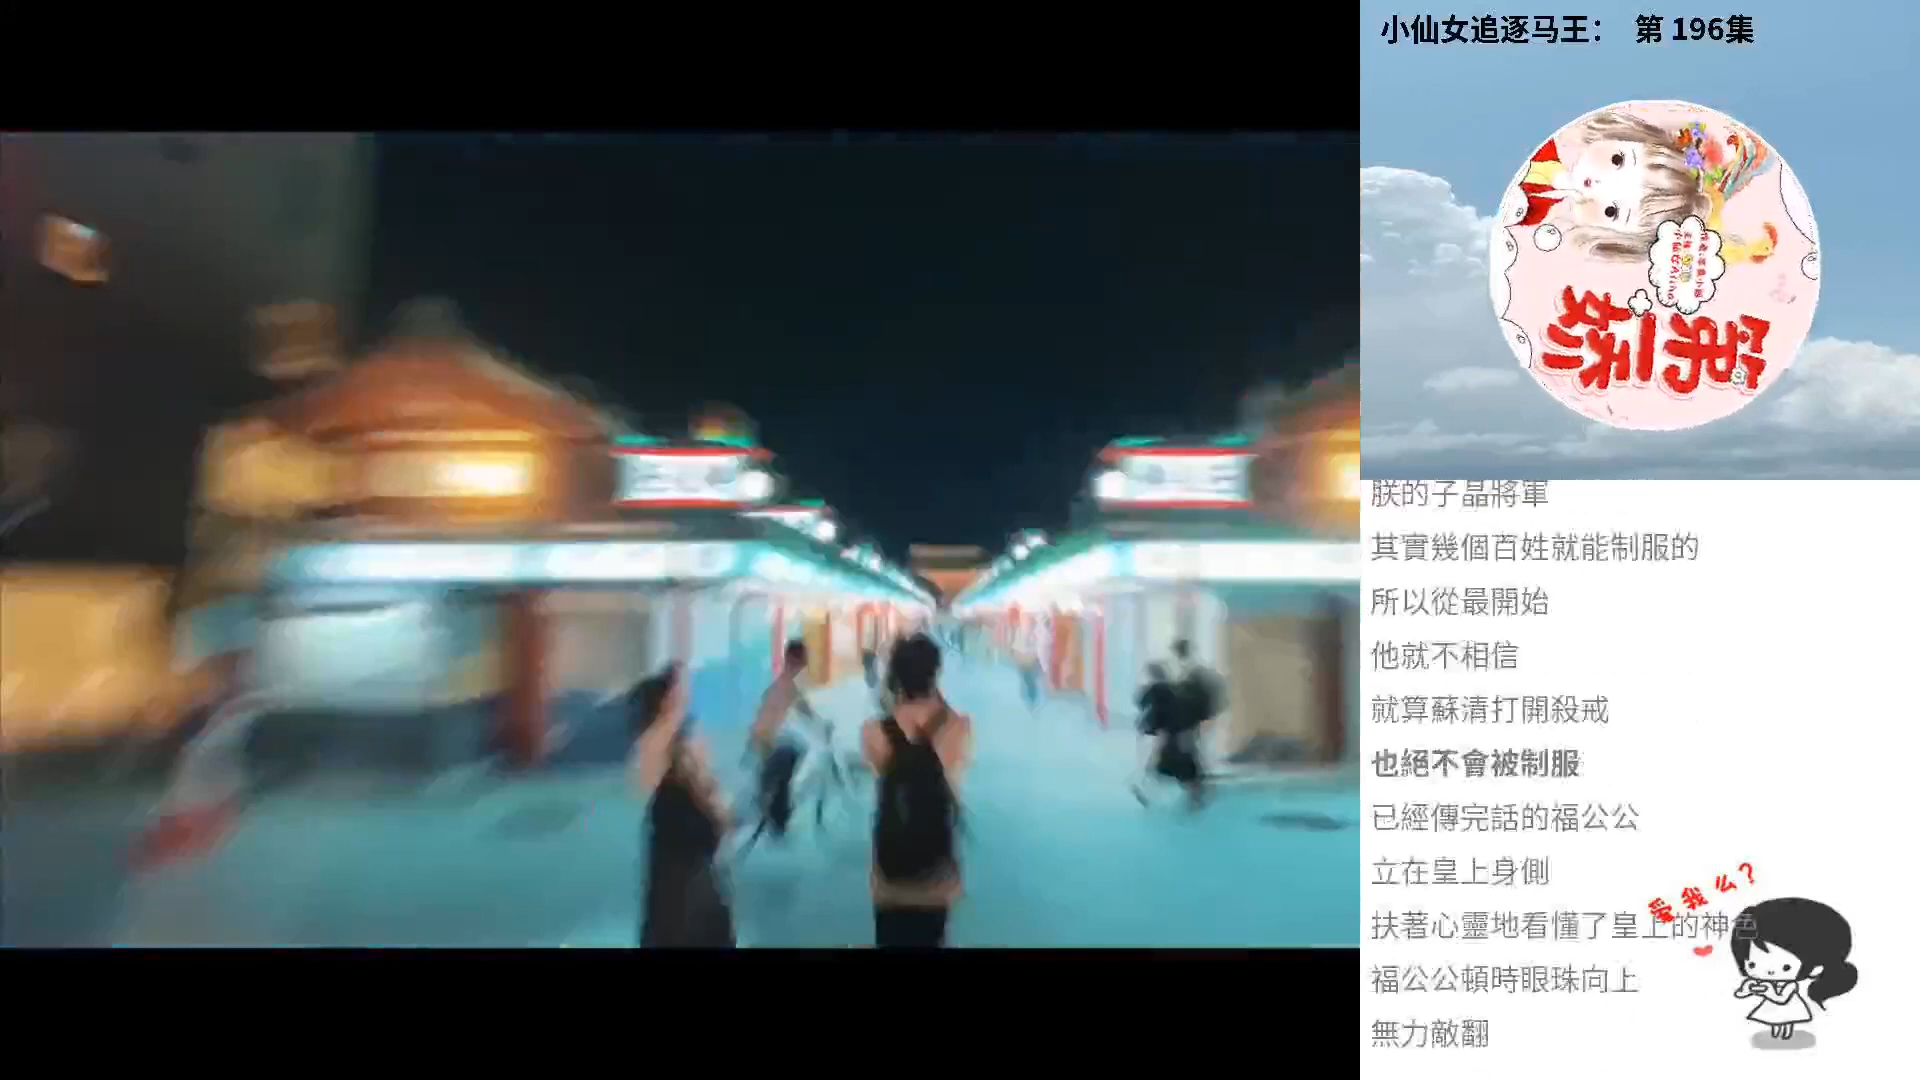 小仙女追逐马王： 第 196集
第一娇
朕的子晶將軍
其實幾個百姓就能制服的
所以從最開始
他就不相信
就算蘇清打開殺戒
也絕不會被制服
已經傳完話的福公公
立在皇上身側
扶著心靈地看懂了皇上的神色
福公公頓時眼珠向上
無力敵翻
爱我么？